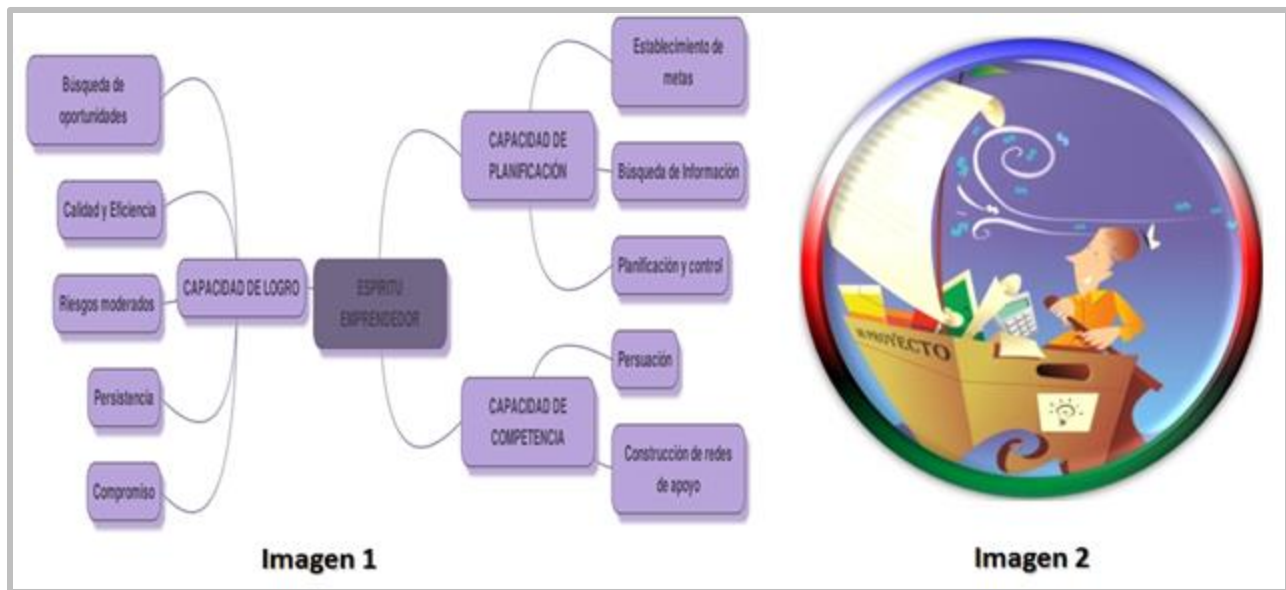 Búsqueda de
oportunidades
Calidad y Eficiencia
Riesgos moderados
Persistencia
Compromiso
CAPACIDAD DE LOGRO
ESPIRITU
EMPRENDEDOR
CAPACIDAD DE
PLANIFICACIÓN
Establecimiento de
metas
Búsqueda de Información
Planificación y control
CAPACIDAD DE
COMPETENCIA
Persuación
Construcción de redes
de apoyo
Imagen 1
PROYECTO
Imagen 2